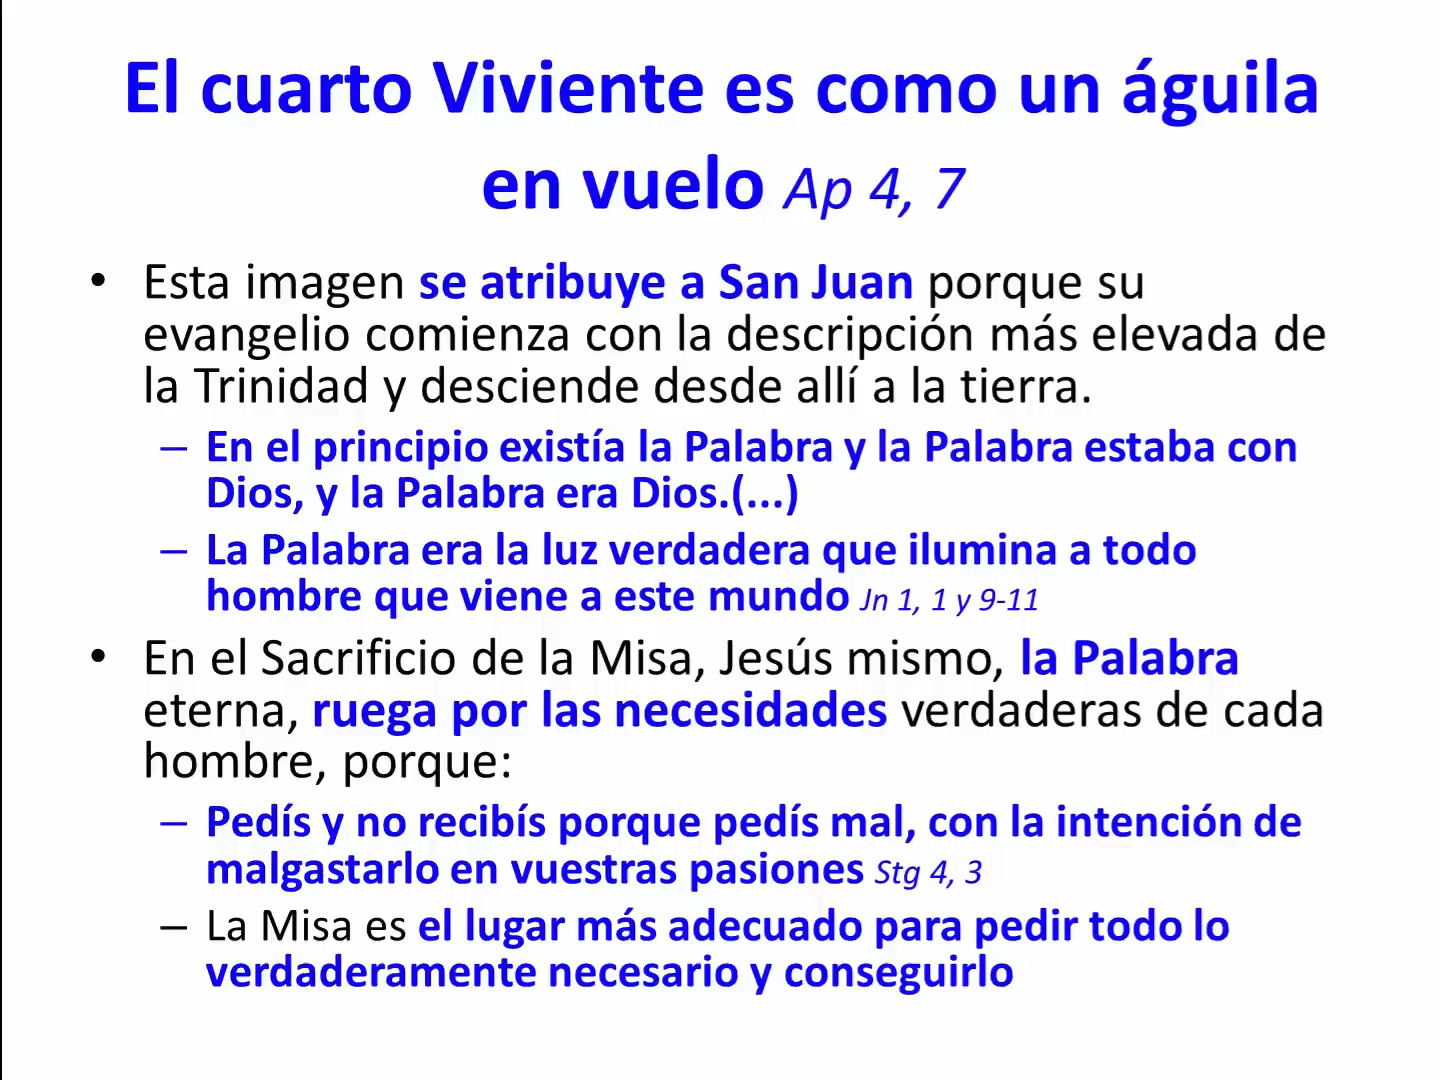 El cuarto Viviente es como un águila
en vuelo Ap 4, 7
• Esta imagen se atribuye a San Juan porque su
evangelio comienza con la descripción más elevada de
la Trinidad y desciende desde allí a la tierra.
– En el principio existía la Palabra y la Palabra estaba con
Dios, y la Palabra era Dios.(...)
– La Palabra era la luz verdadera que ilumina a todo
hombre que viene a este mundo Jn 1, 1 y 9-11
• En el Sacrificio de la Misa, Jesús mismo, la Palabra
eterna, ruega por las necesidades verdaderas de cada
hombre, porque:
– Pedís y no recibís porque pedís mal, con la intención de
malgastarlo en vuestras pasiones Stg 4, 3
– La Misa es el lugar más adecuado para pedir todo lo
verdaderamente necesario y conseguirlo